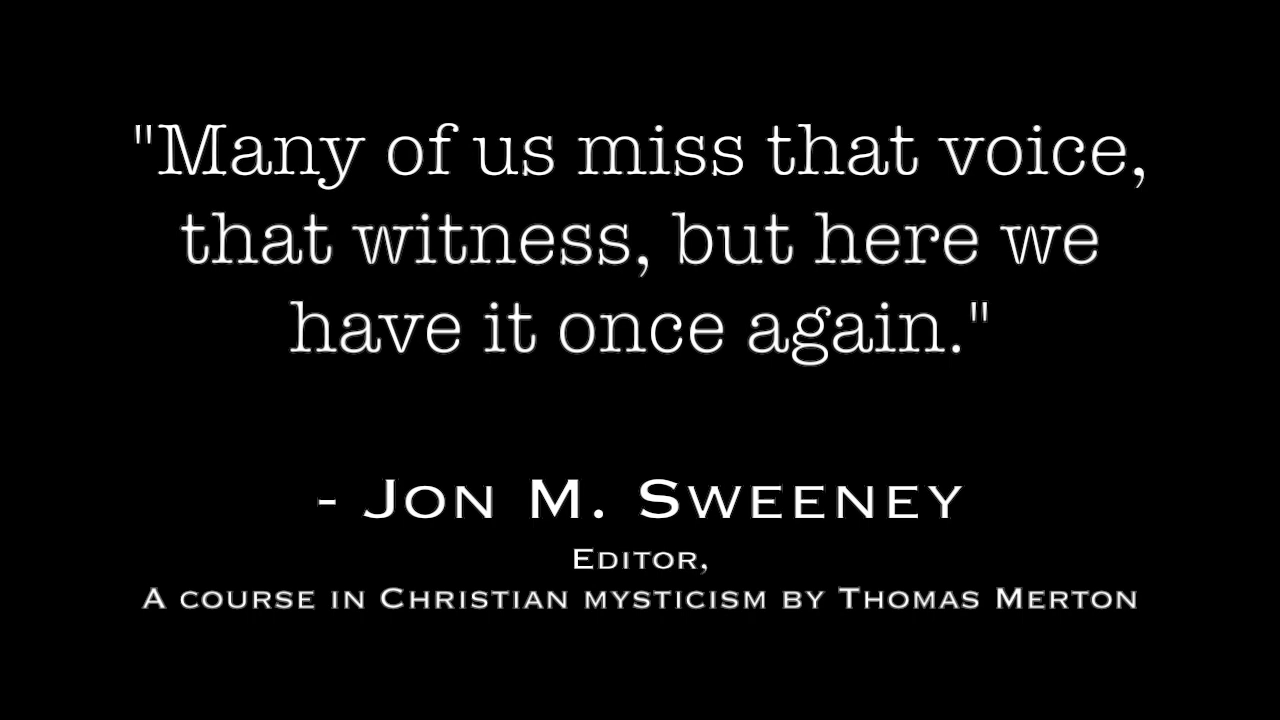 "Many of us miss that voice,
that witness, but here we
have it once again."
- Jon M. Sweeney
Editor,
A course in Christian mysticism by Thomas Merton